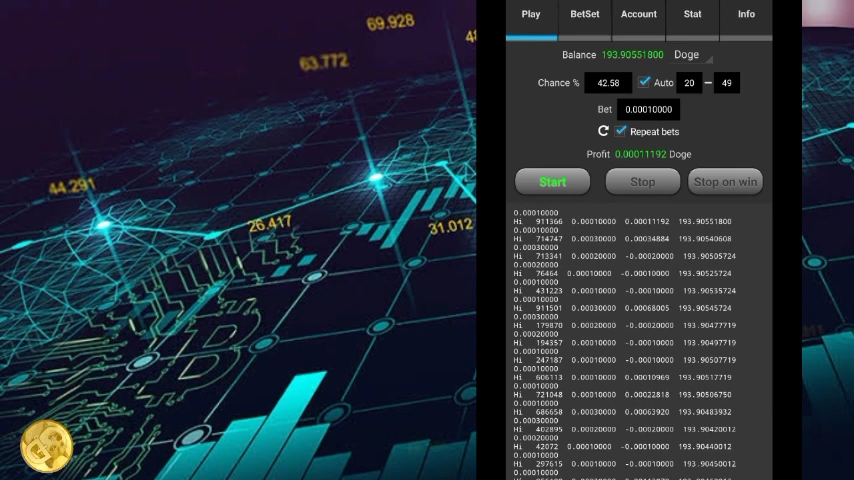 69.928
63.772
44.291
26.417
31.012
Play BetSet Account Stat Info
Balance 193.90551800 Doge
Chance % 42.58 Auto 20 – 49
Bet 0.00010000
Repeat bets
Profit 0.00011192 Doge
Start Stop Stop on win
0.00010000
Hi 911366 0.00010000 0.00011192 193.90551800
0.00010000
Hi 714747 0.00030000 0.00034884 193.90540608
0.00030000
Hi 713341 0.00020000 -0.00020000 193.90505724
0.00020000
Hi 76464 0.00010000 -0.00010000 193.90525724
0.00010000
Hi 431223 0.00010000 -0.00010000 193.90535724
0.00010000
Hi 911501 0.00030000 0.00068005 193.90545724
0.00030000
Hi 179870 0.00020000 -0.00020000 193.90477719
0.00020000
Hi 194357 0.00010000 -0.00010000 193.90497719
0.00010000
Hi 247187 0.00010000 -0.00010000 193.90507719
0.00010000
Hi 606113 0.00010000 0.00010969 193.90517719
0.00010000
Hi 721048 0.00010000 0.00022818 193.90506750
0.00010000
Hi 686658 0.00030000 0.00063920 193.90483932
0.00030000
Hi 402895 0.00020000 -0.00020000 193.90420012
0.00020000
Hi 42072 0.00010000 -0.00010000 193.90440012
0.00010000
Hi 297615 0.00010000 -0.00010000 193.90450012
0.00010000